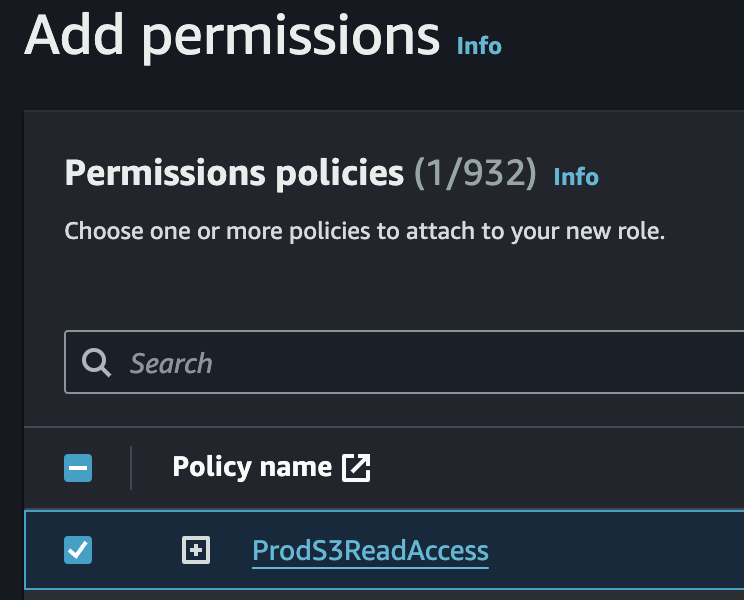 Add permissions Info
Permissions policies (1/932) Info
Choose one or more policies to attach to your new role.
Search
Policy name
ProdS3ReadAccess